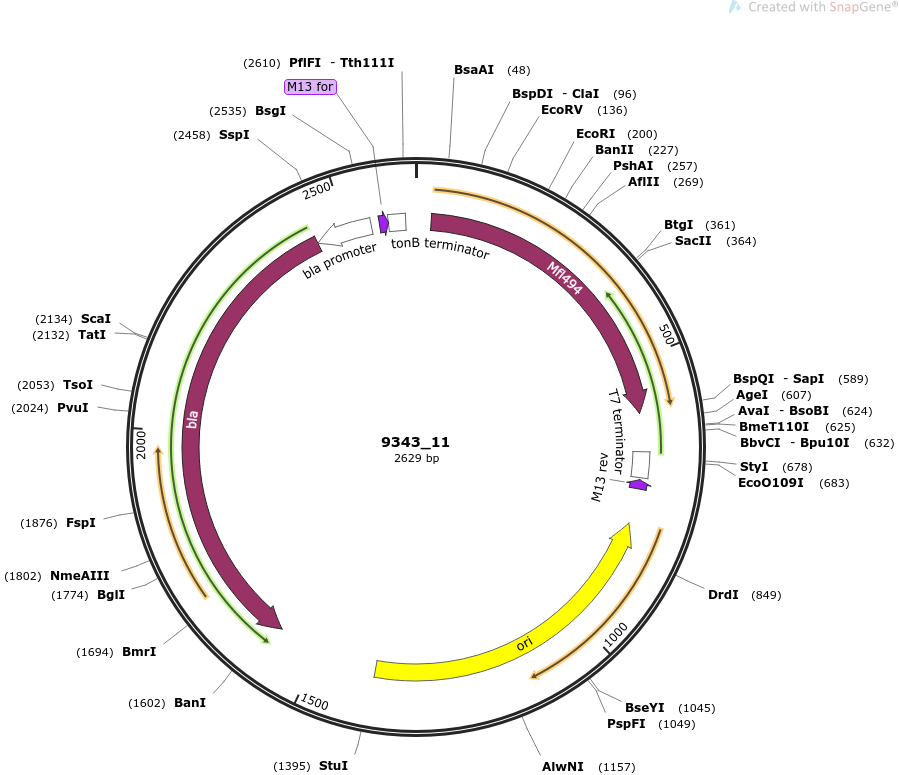 Created with SnapGene®
(2610) PflFI - Tth111I
M13 for
(2535) BsgI
(2458) SspI
BsaAI (48)
BspDI - ClaI (96)
EcoRV (136)
EcoRI (200)
BanII (227)
PshAI (257)
AflII (269)
BtgI (361)
SacII (364)
2500
bla promoter
tonB terminator
Mfl494
500
(2134) ScaI
(2132) TatI
(2053) TsoI
(2024) PvuI
2000
bla
9343_11
2629 bp
T7 terminator
M13 rev
BspQI - SapI (589)
AgeI (607)
AvaI - BsoBI (624)
BmeT110I (625)
BbvCI - Bpu10I (632)
StyI (678)
EcoO109I (683)
(1876) FspI
(1802) NmeAIII
(1774) BglI
(1694) BmrI
(1602) BanI
(1395) StuI
1500
ori
1000
DrdI (849)
BseYI (1045)
PspFI (1049)
AlwNI (1157)